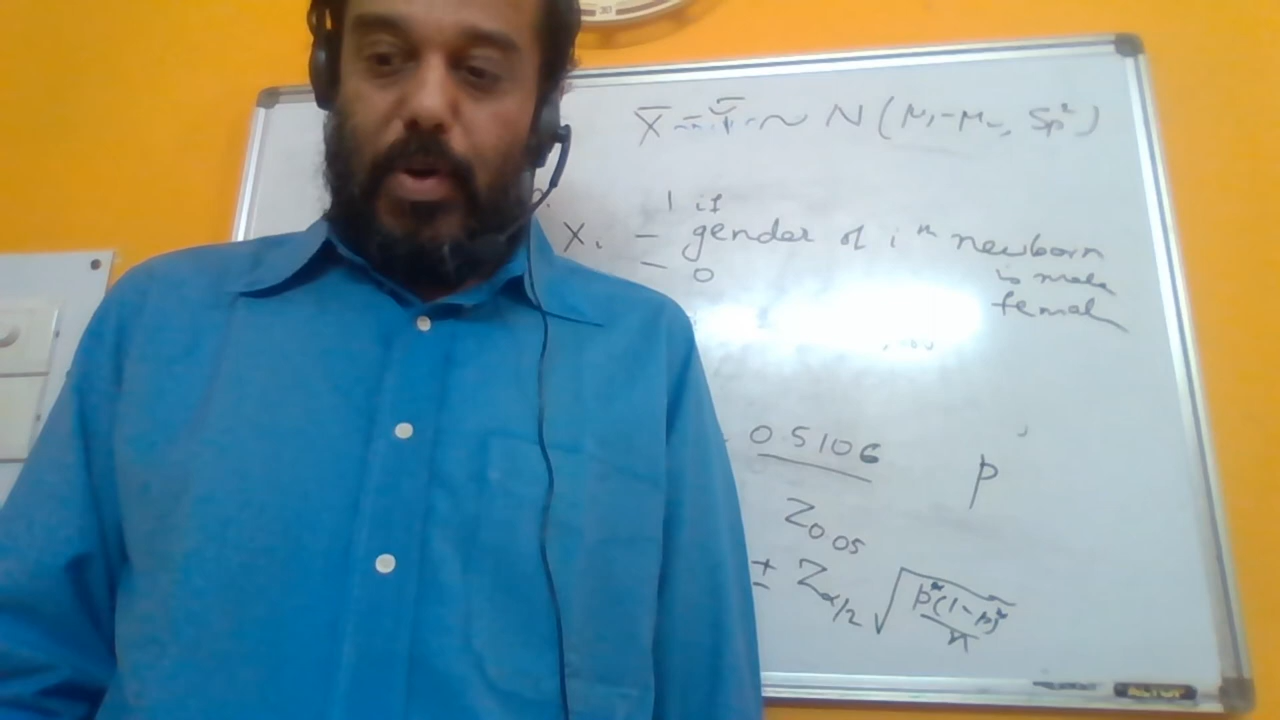 30
X̄ - Ȳ ~ N(μ₁-μ₂, Sp²)
1 if
Xᵢ = gender of iᵗʰ newborn
= 0 is male
female
0.5106 p
Z0.05
± Zα/2 √p̂(1-p̂)/n